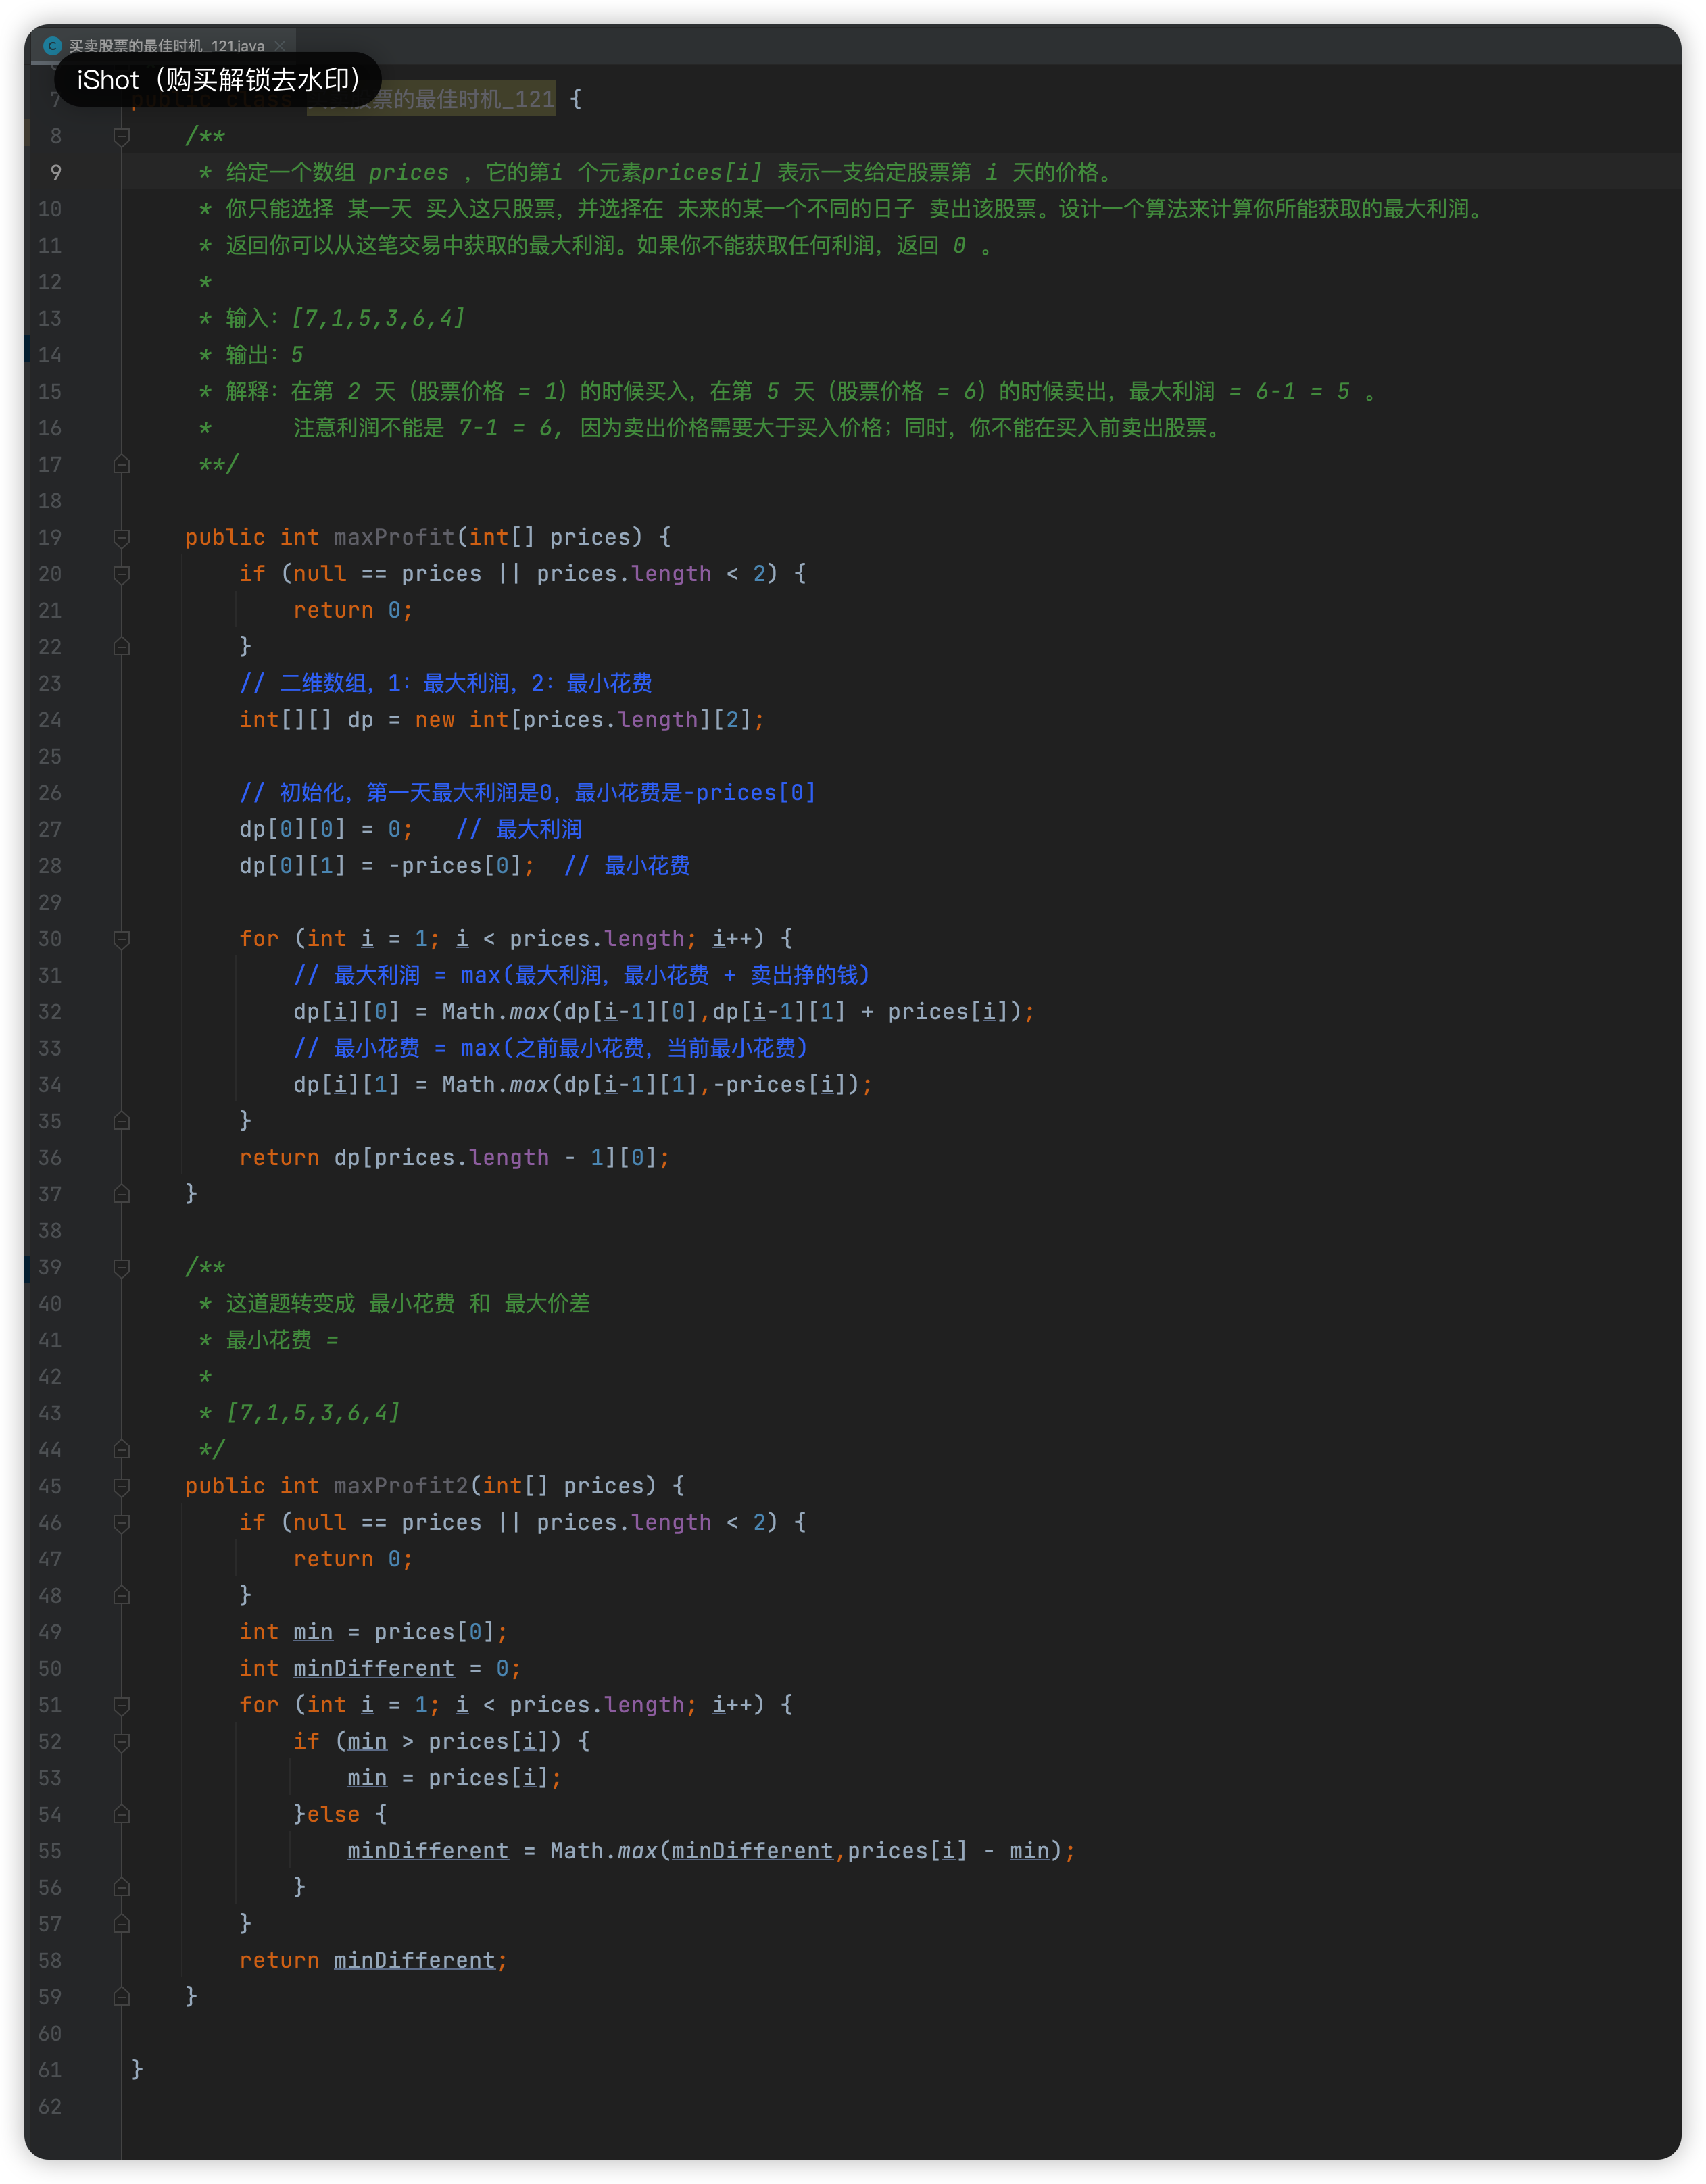 买卖股票的最佳时机_121.java
iShot（购买解锁去水印）
7 public class 股票的最佳时机_121 {
8 /**
9 * 给定一个数组 prices ，它的第i 个元素prices[i] 表示一支给定股票第 i 天的价格。
10 * 你只能选择 某一天 买入这只股票，并选择在 未来的某一个不同的日子 卖出该股票。设计一个算法来计算你所能获取的最大利润。
11 * 返回你可以从这笔交易中获取的最大利润。如果你不能获取任何利润，返回 0 。
12 *
13 * 输入：[7,1,5,3,6,4]
14 * 输出：5
15 * 解释：在第 2 天（股票价格 = 1）的时候买入，在第 5 天（股票价格 = 6）的时候卖出，最大利润 = 6-1 = 5 。
16 * 注意利润不能是 7-1 = 6, 因为卖出价格需要大于买入价格；同时，你不能在买入前卖出股票。
17 **/
18
19 public int maxProfit(int[] prices) {
20 if (null == prices || prices.length < 2) {
21 return 0;
22 }
23 // 二维数组，1：最大利润，2：最小花费
24 int[][] dp = new int[prices.length][2];
25
26 // 初始化，第一天最大利润是0，最小花费是-prices[0]
27 dp[0][0] = 0; // 最大利润
28 dp[0][1] = -prices[0]; // 最小花费
29
30 for (int i = 1; i < prices.length; i++) {
31 // 最大利润 = max(最大利润，最小花费 + 卖出挣的钱)
32 dp[i][0] = Math.max(dp[i-1][0],dp[i-1][1] + prices[i]);
33 // 最小花费 = max(之前最小花费，当前最小花费)
34 dp[i][1] = Math.max(dp[i-1][1],-prices[i]);
35 }
36 return dp[prices.length - 1][0];
37 }
38
39 /**
40 * 这道题转变成 最小花费 和 最大价差
41 * 最小花费 =
42 *
43 * [7,1,5,3,6,4]
44 */
45 public int maxProfit2(int[] prices) {
46 if (null == prices || prices.length < 2) {
47 return 0;
48 }
49 int min = prices[0];
50 int minDifferent = 0;
51 for (int i = 1; i < prices.length; i++) {
52 if (min > prices[i]) {
53 min = prices[i];
54 }else {
55 minDifferent = Math.max(minDifferent,prices[i] - min);
56 }
57 }
58 return minDifferent;
59 }
60
61 }
62